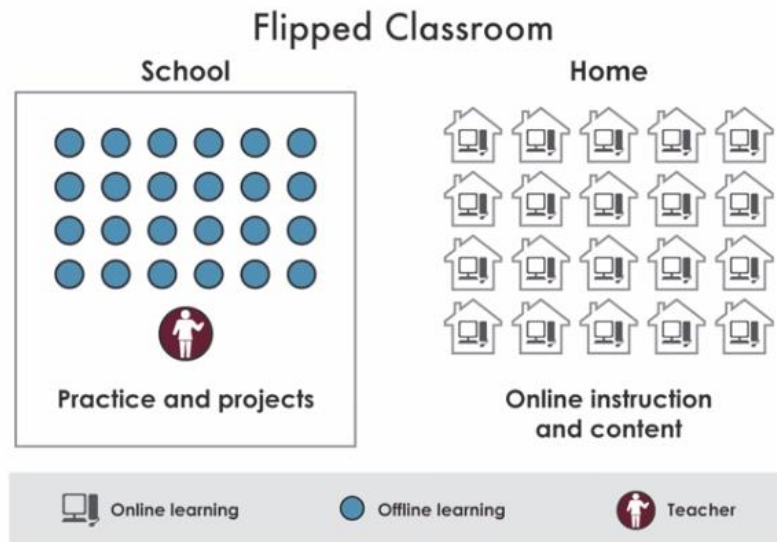 Flipped Classroom
School
Home
Practice and projects
Online instruction
and content
Online learning
Offline learning
Teacher